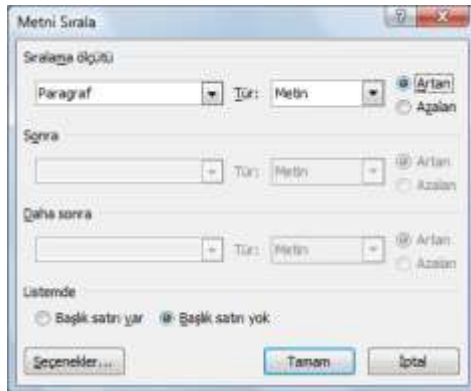 Metni Sırala
Sıralama ölçütü
Paragraf Tür: Metin Artan
Azalan
Sonra
Tür: Metin Artan
Azalan
Daha sonra
Tür: Metin Artan
Azalan
Listemde
Başlık satırı var Başlık satırı yok
Seçenekler... Tamam İptal